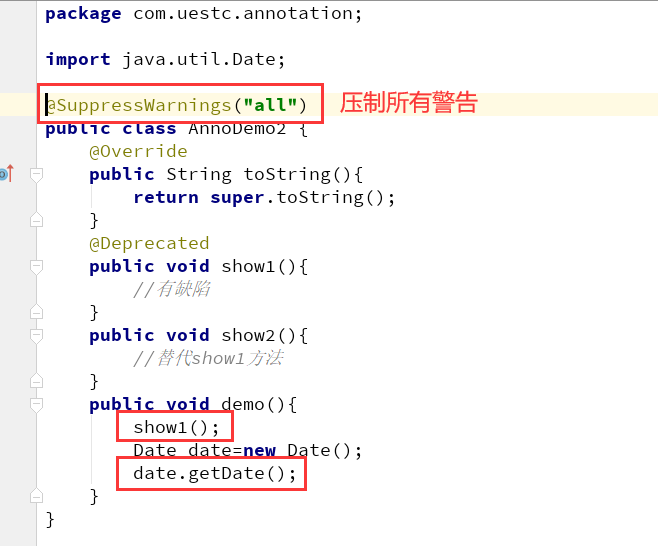 package com.uestc.annotation;
import java.util.Date;
@SuppressWarnings("all") 压制所有警告
public class AnnoDemo2 {
@Override
public String toString(){
return super.toString();
}
@Deprecated
public void show1(){
//有缺陷
}
public void show2(){
//替代show1方法
}
public void demo(){
show1();
Date date=new Date();
date.getDate();
}
}